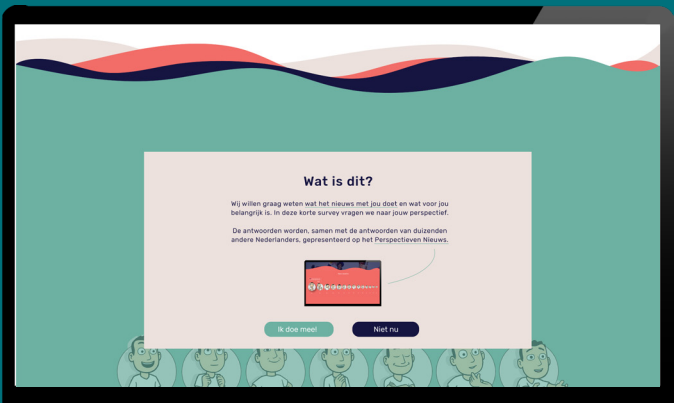 Wat is dit?
Wij willen graag weten wat het nieuws met jou doet en wat voor jou
belangrijk is. In deze korte survey vragen we naar jouw perspectief.
De antwoorden worden, samen met de antwoorden van duizenden
andere Nederlanders, gepresenteerd op het Perspectieven Nieuws.
Ik doe mee!
Niet nu